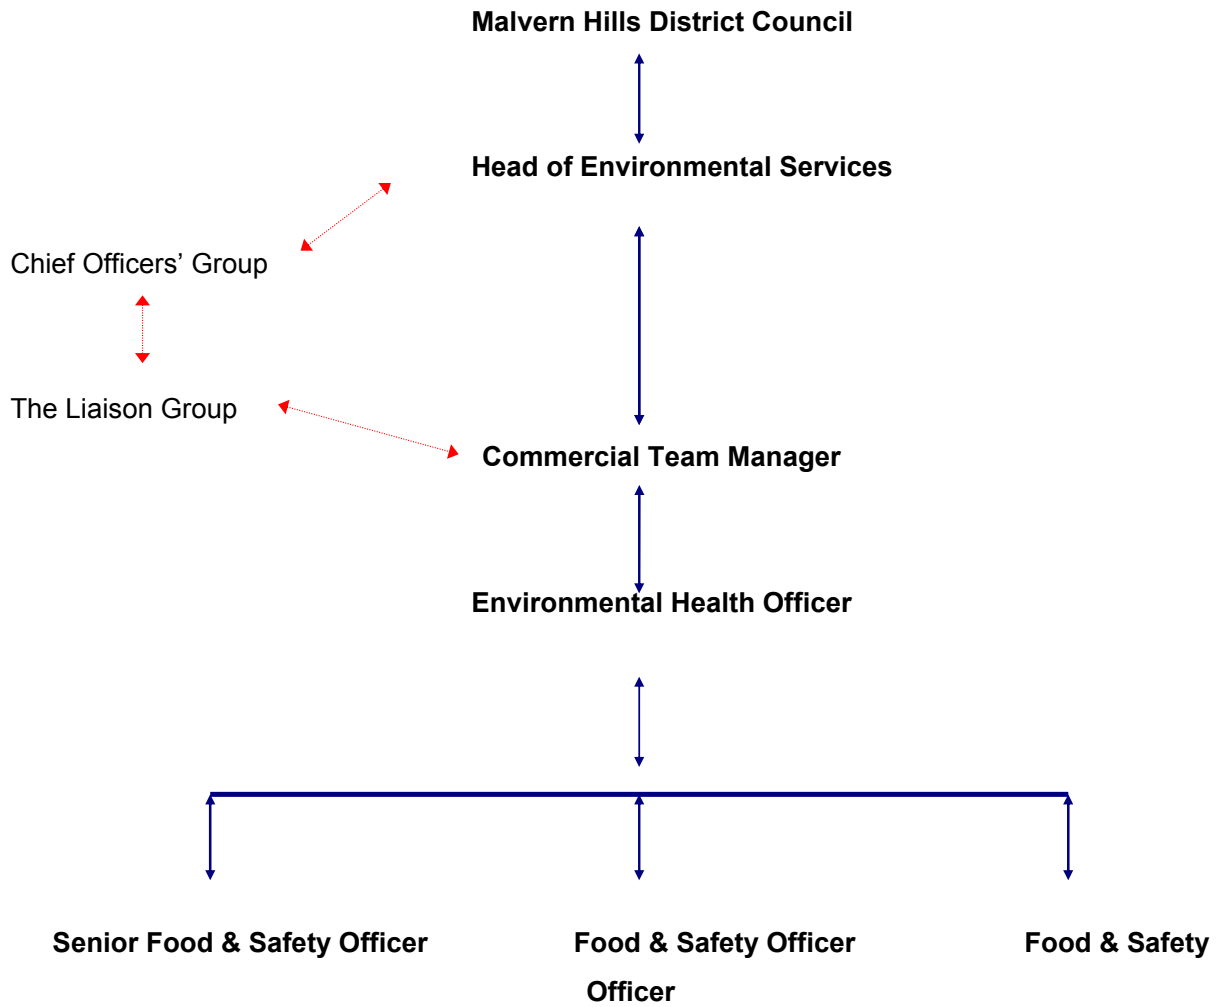 Malvern Hills District Council
Head of Environmental Services
Chief Officers’ Group
The Liaison Group
Commercial Team Manager
Environmental Health Officer
Senior Food & Safety Officer Food & Safety Officer Food & Safety
Officer